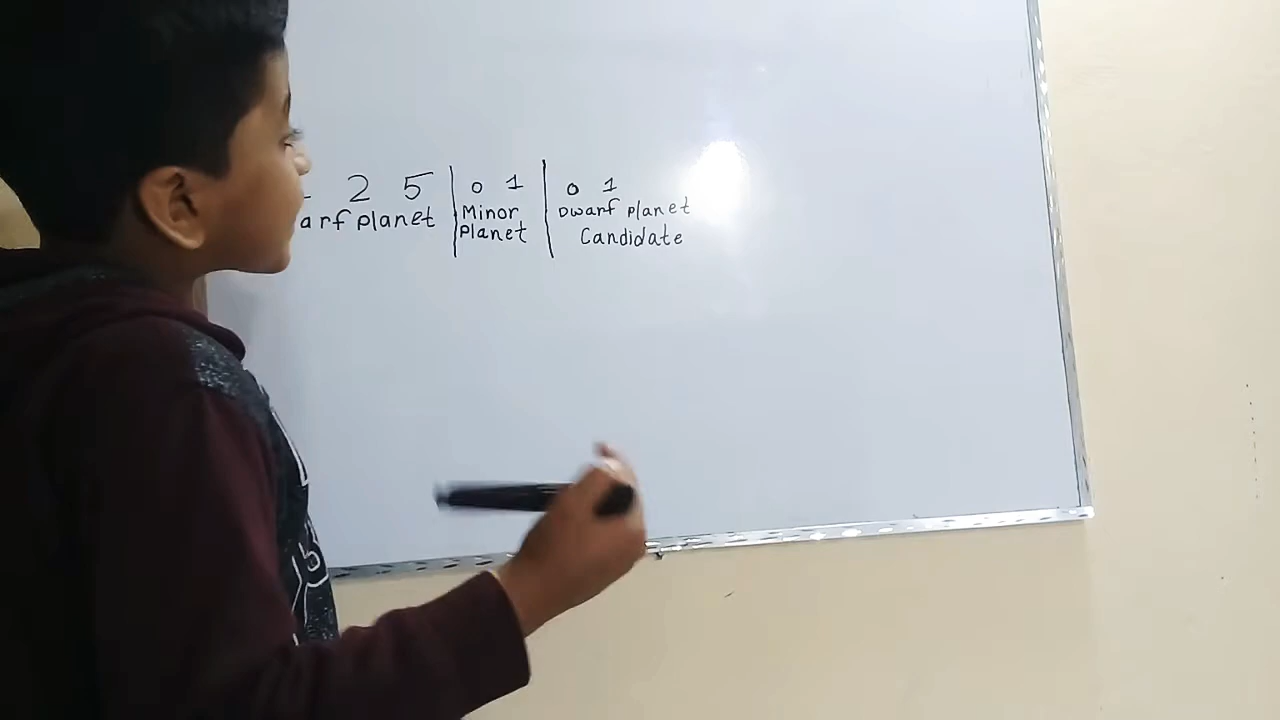 2 5 | 0 1 | 0 1
arf planet | Minor | Dwarf planet
Planet | Candidate